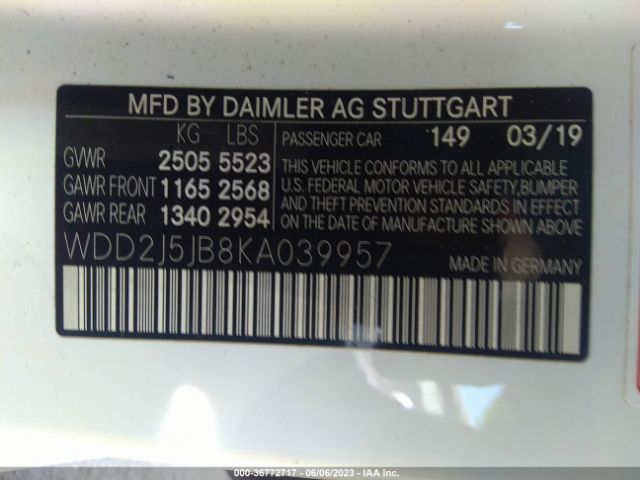 MFD BY DAIMLER AG STUTTGART
KG LBS PASSENGER CAR 149 03/19
GVWR 2505 5523
GAWR FRONT 1165 2568
GAWR REAR 1340 2954
THIS VEHICLE CONFORMS TO ALL APPLICABLE
U.S. FEDERAL MOTOR VEHICLE SAFETY, BUMPER
AND THEFT PREVENTION STANDARDS IN EFFECT
ON THE DATE OF MANUFACTURE SHOWN ABOVE
WDD2J5JB8KA039957
MADE IN GERMANY
000-36772717 - 06/06/2023 - IAA Inc.